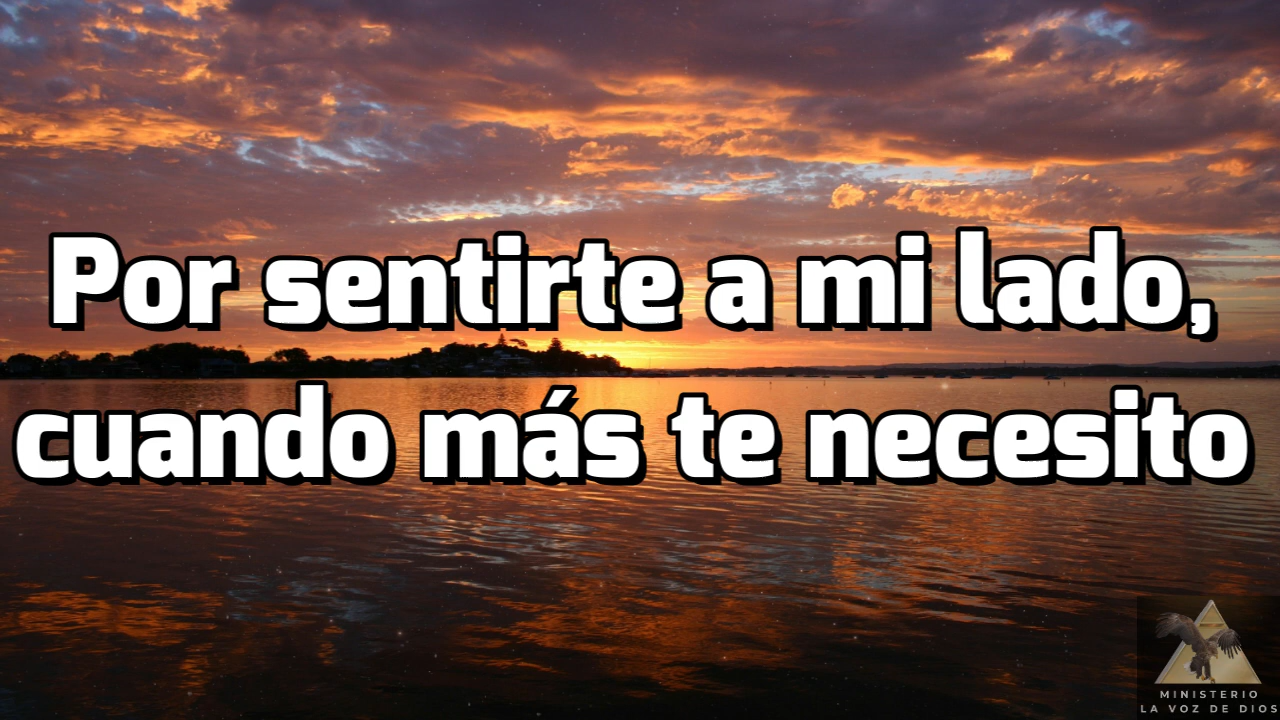 Por sentirte a mi lado,
cuando más te necesito
MINISTERIO
LA VOZ DE DIOS